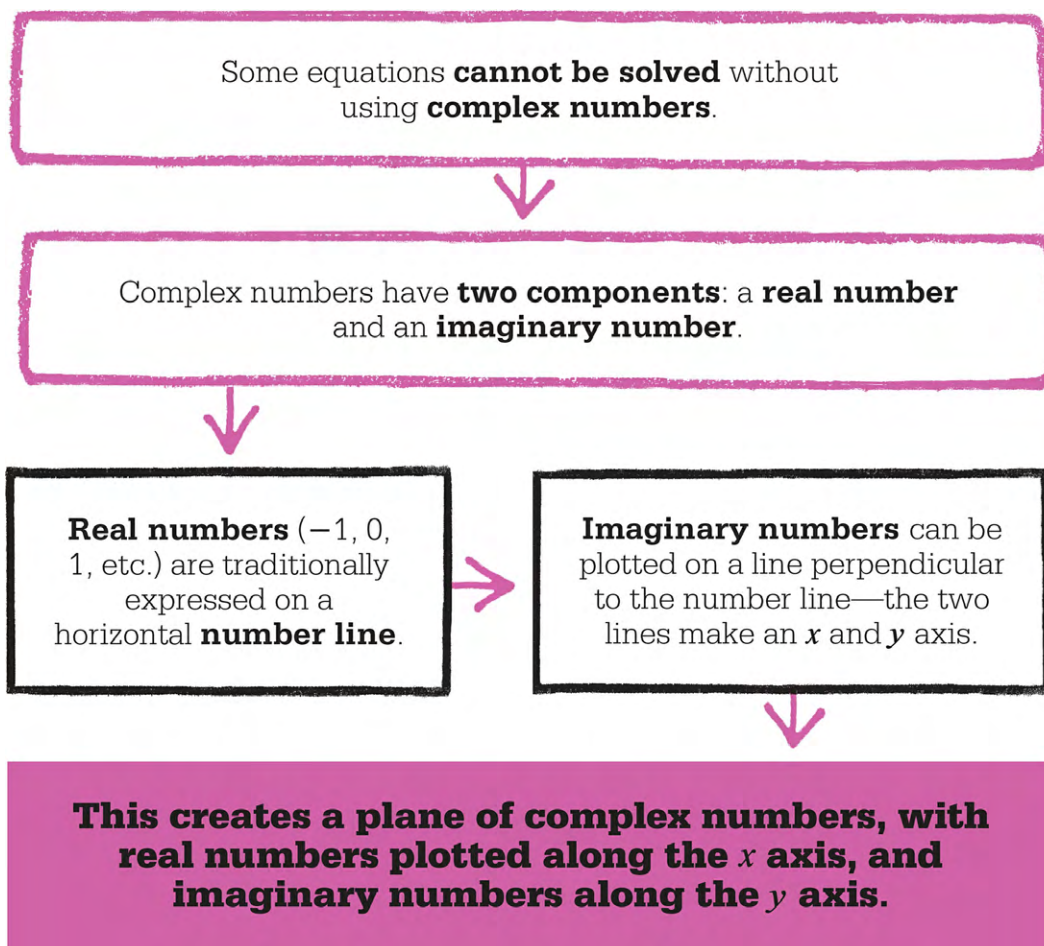 Some equations cannot be solved without
using complex numbers.
Complex numbers have two components: a real number
and an imaginary number.
Real numbers (−1, 0,
1, etc.) are traditionally
expressed on a
horizontal number line.
Imaginary numbers can be
plotted on a line perpendicular
to the number line—the two
lines make an x and y axis.
This creates a plane of complex numbers, with
real numbers plotted along the x axis, and
imaginary numbers along the y axis.